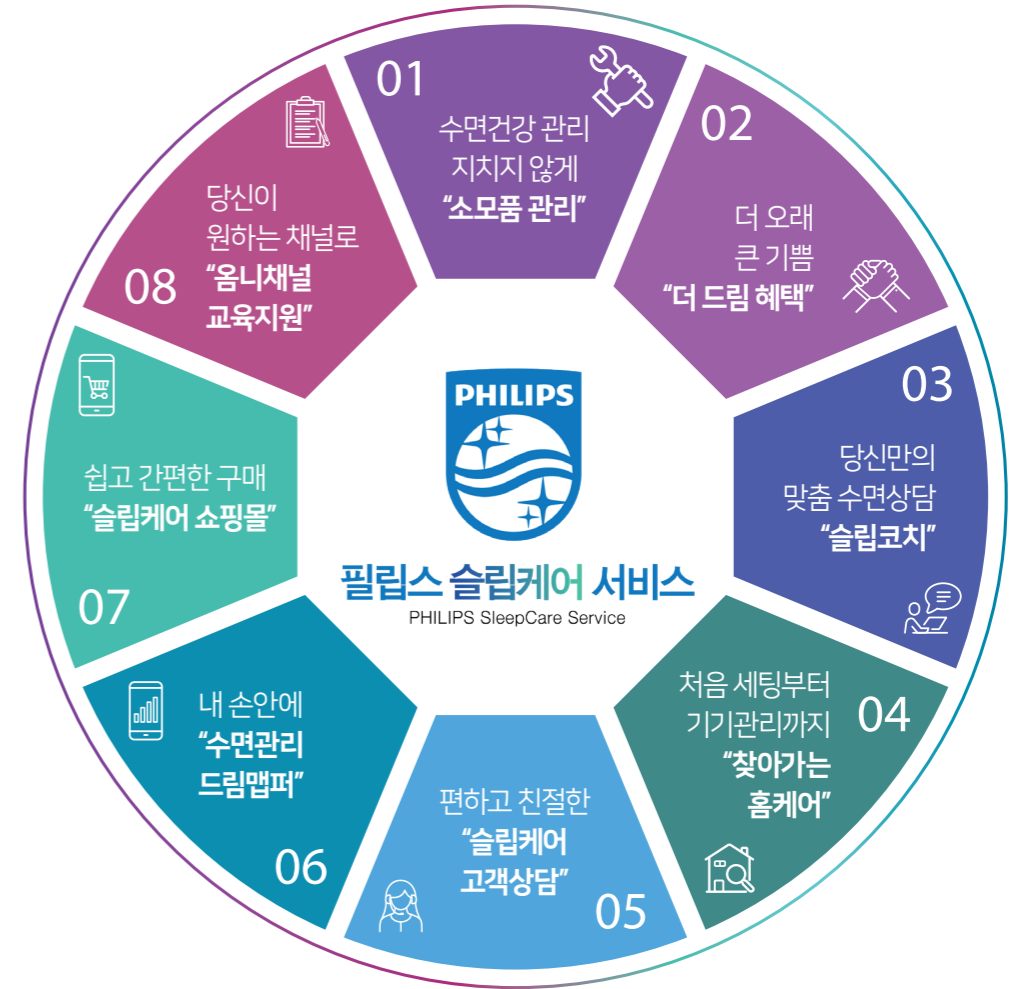 01
수면건강 관리
지치지 않게
“소모품 관리”
02
더 오래
큰 기쁨
“더 드림 혜택”
03
당신만의
맞춤 수면상담
“슬립코치”
04
처음 세팅부터
기기관리까지
“찾아가는
홈케어”
05
편하고 친절한
“슬립케어
고객상담”
06
내 손안에
“수면관리
드림맵퍼”
07
쉽고 간편한 구매
“슬립케어 쇼핑몰”
08
당신이
원하는 채널로
“옴니채널
교육지원”
PHILIPS
필립스 슬립케어 서비스
PHILIPS SleepCare Service